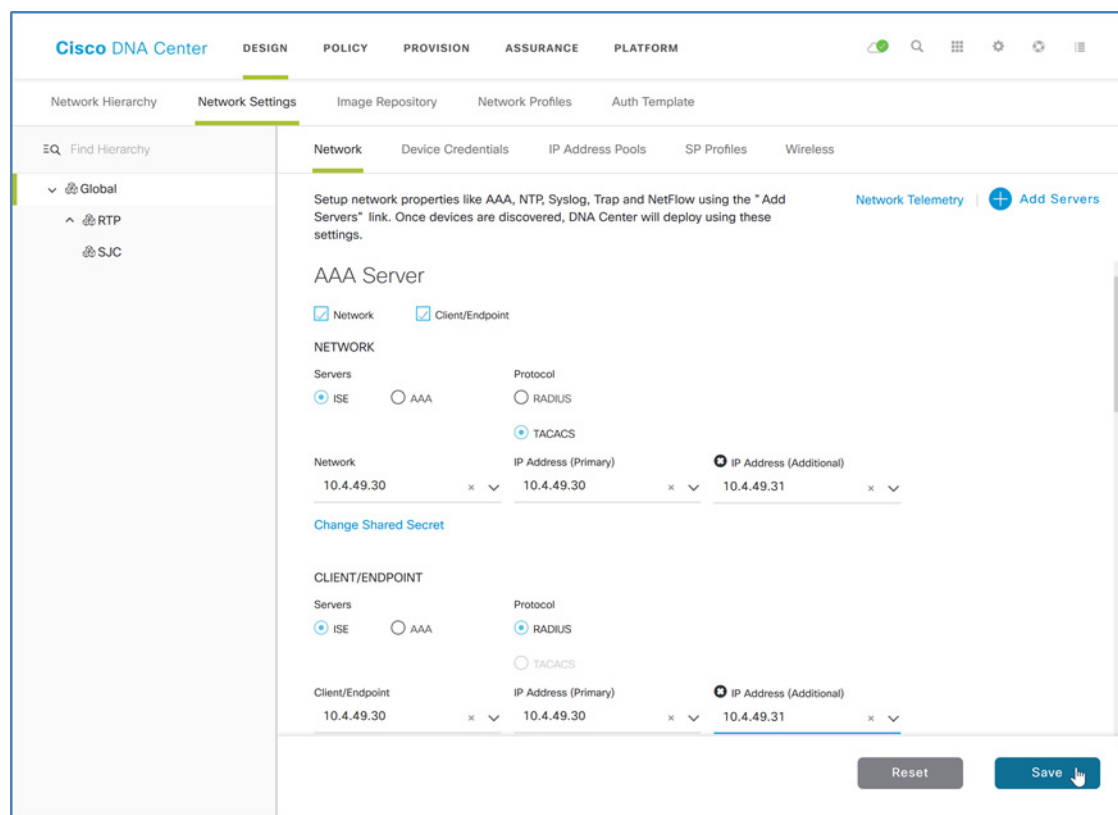 Cisco DNA Center DESIGN POLICY PROVISION ASSURANCE PLATFORM
Network Hierarchy Network Settings Image Repository Network Profiles Auth Template
Find Hierarchy
Global
RTP
SJC
Network Device Credentials IP Address Pools SP Profiles Wireless
Setup network properties like AAA, NTP, Syslog, Trap and NetFlow using the "Add
Servers" link. Once devices are discovered, DNA Center will deploy using these
settings.
Network Telemetry | Add Servers
AAA Server
Network Client/Endpoint
NETWORK
Servers Protocol
ISE AAA RADIUS
TACACS
Network IP Address (Primary) IP Address (Additional)
10.4.49.30 10.4.49.30 10.4.49.31
Change Shared Secret
CLIENT/ENDPOINT
Servers Protocol
ISE AAA RADIUS
TACACS
Client/Endpoint IP Address (Primary) IP Address (Additional)
10.4.49.30 10.4.49.30 10.4.49.31
Reset Save